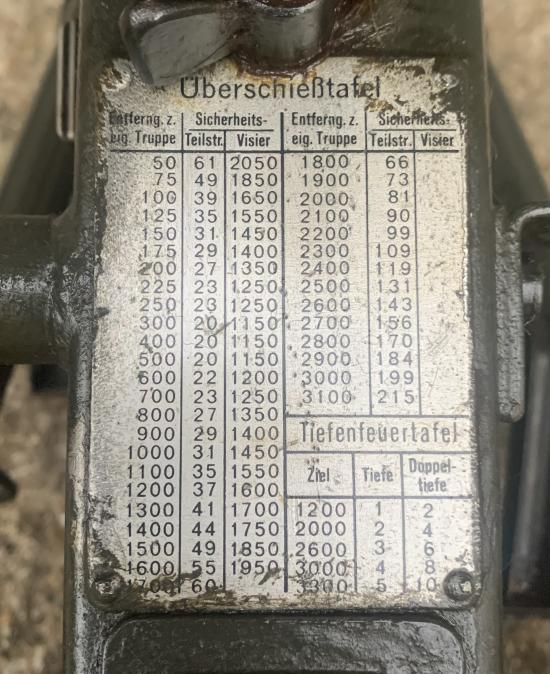 Überschießtafel
Entferng. z. Sicherheits- Entferng. z. Sicherheits-
eig. Truppe Teilstr. Visier eig. Truppe Teilstr. Visier
50 61 2050 1800 66
75 49 1850 1900 73
100 39 1650 2000 81
125 35 1550 2100 90
150 31 1450 2200 99
175 29 1400 2300 109
200 27 1350 2400 119
225 23 1250 2500 131
250 23 1250 2600 143
300 20 1150 2700 156
400 20 1150 2800 170
500 20 1150 2900 184
600 22 1200 3000 199
700 23 1250 3100 215
800 27 1350
900 29 1400 Tiefenfeuertafel
1000 31 1450
1100 35 1550 Ziel Tiefe Doppel-
1200 37 1600 tiefe
1300 41 1700 1200 1 2
1400 44 1750 2000 2 4
1500 49 1850 2600 3 6
1600 55 1950 3000 4 8
1700 60 3300 5 10